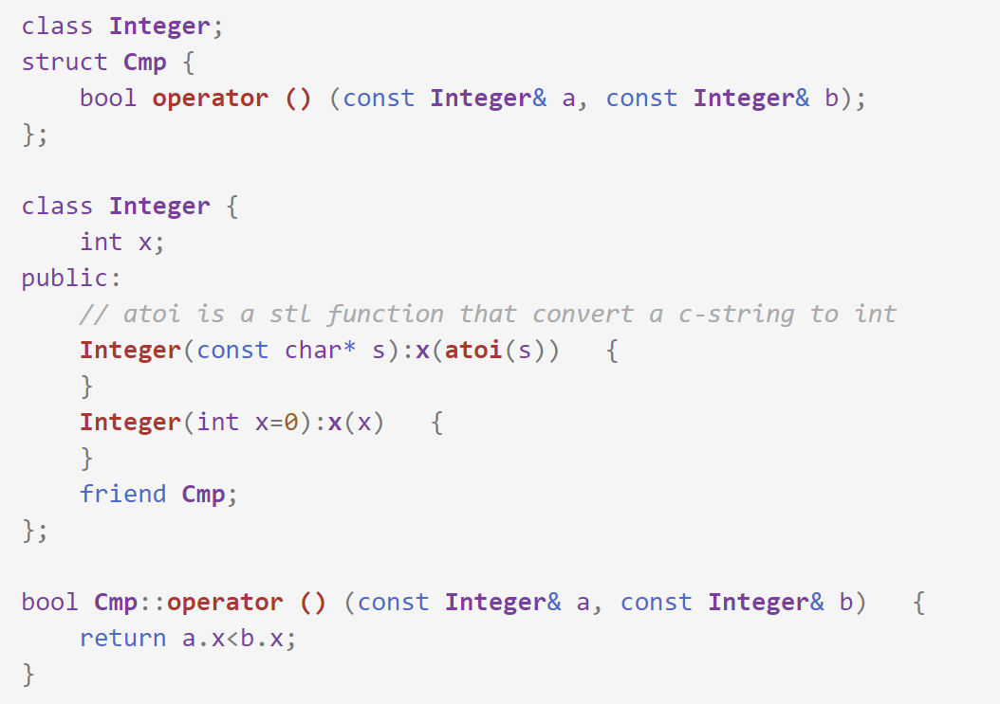 class Integer;
struct Cmp {
    bool operator () (const Integer& a, const Integer& b);
};

class Integer {
    int x;
public:
    // atoi is a stl function that convert a c-string to int
    Integer(const char* s):x(atoi(s))   {
    }
    Integer(int x=0):x(x)   {
    }
    friend Cmp;
};

bool Cmp::operator () (const Integer& a, const Integer& b)   {
    return a.x<b.x;
}